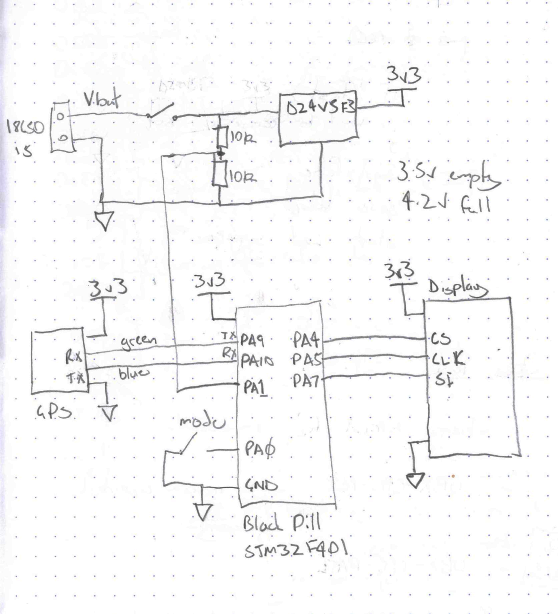 3v3
Vbat
D24V5F3
18650
1S
10k
10k
3.5v empty
4.2v full
3v3
3v3
3v3
Display
green
TX PA9
PA4
CS
RX
RX PA10
PA5
CLK
TX
blue
PA7
SI
PA1
GPS
mode
PA0
GND
Black Pill
STM32F401